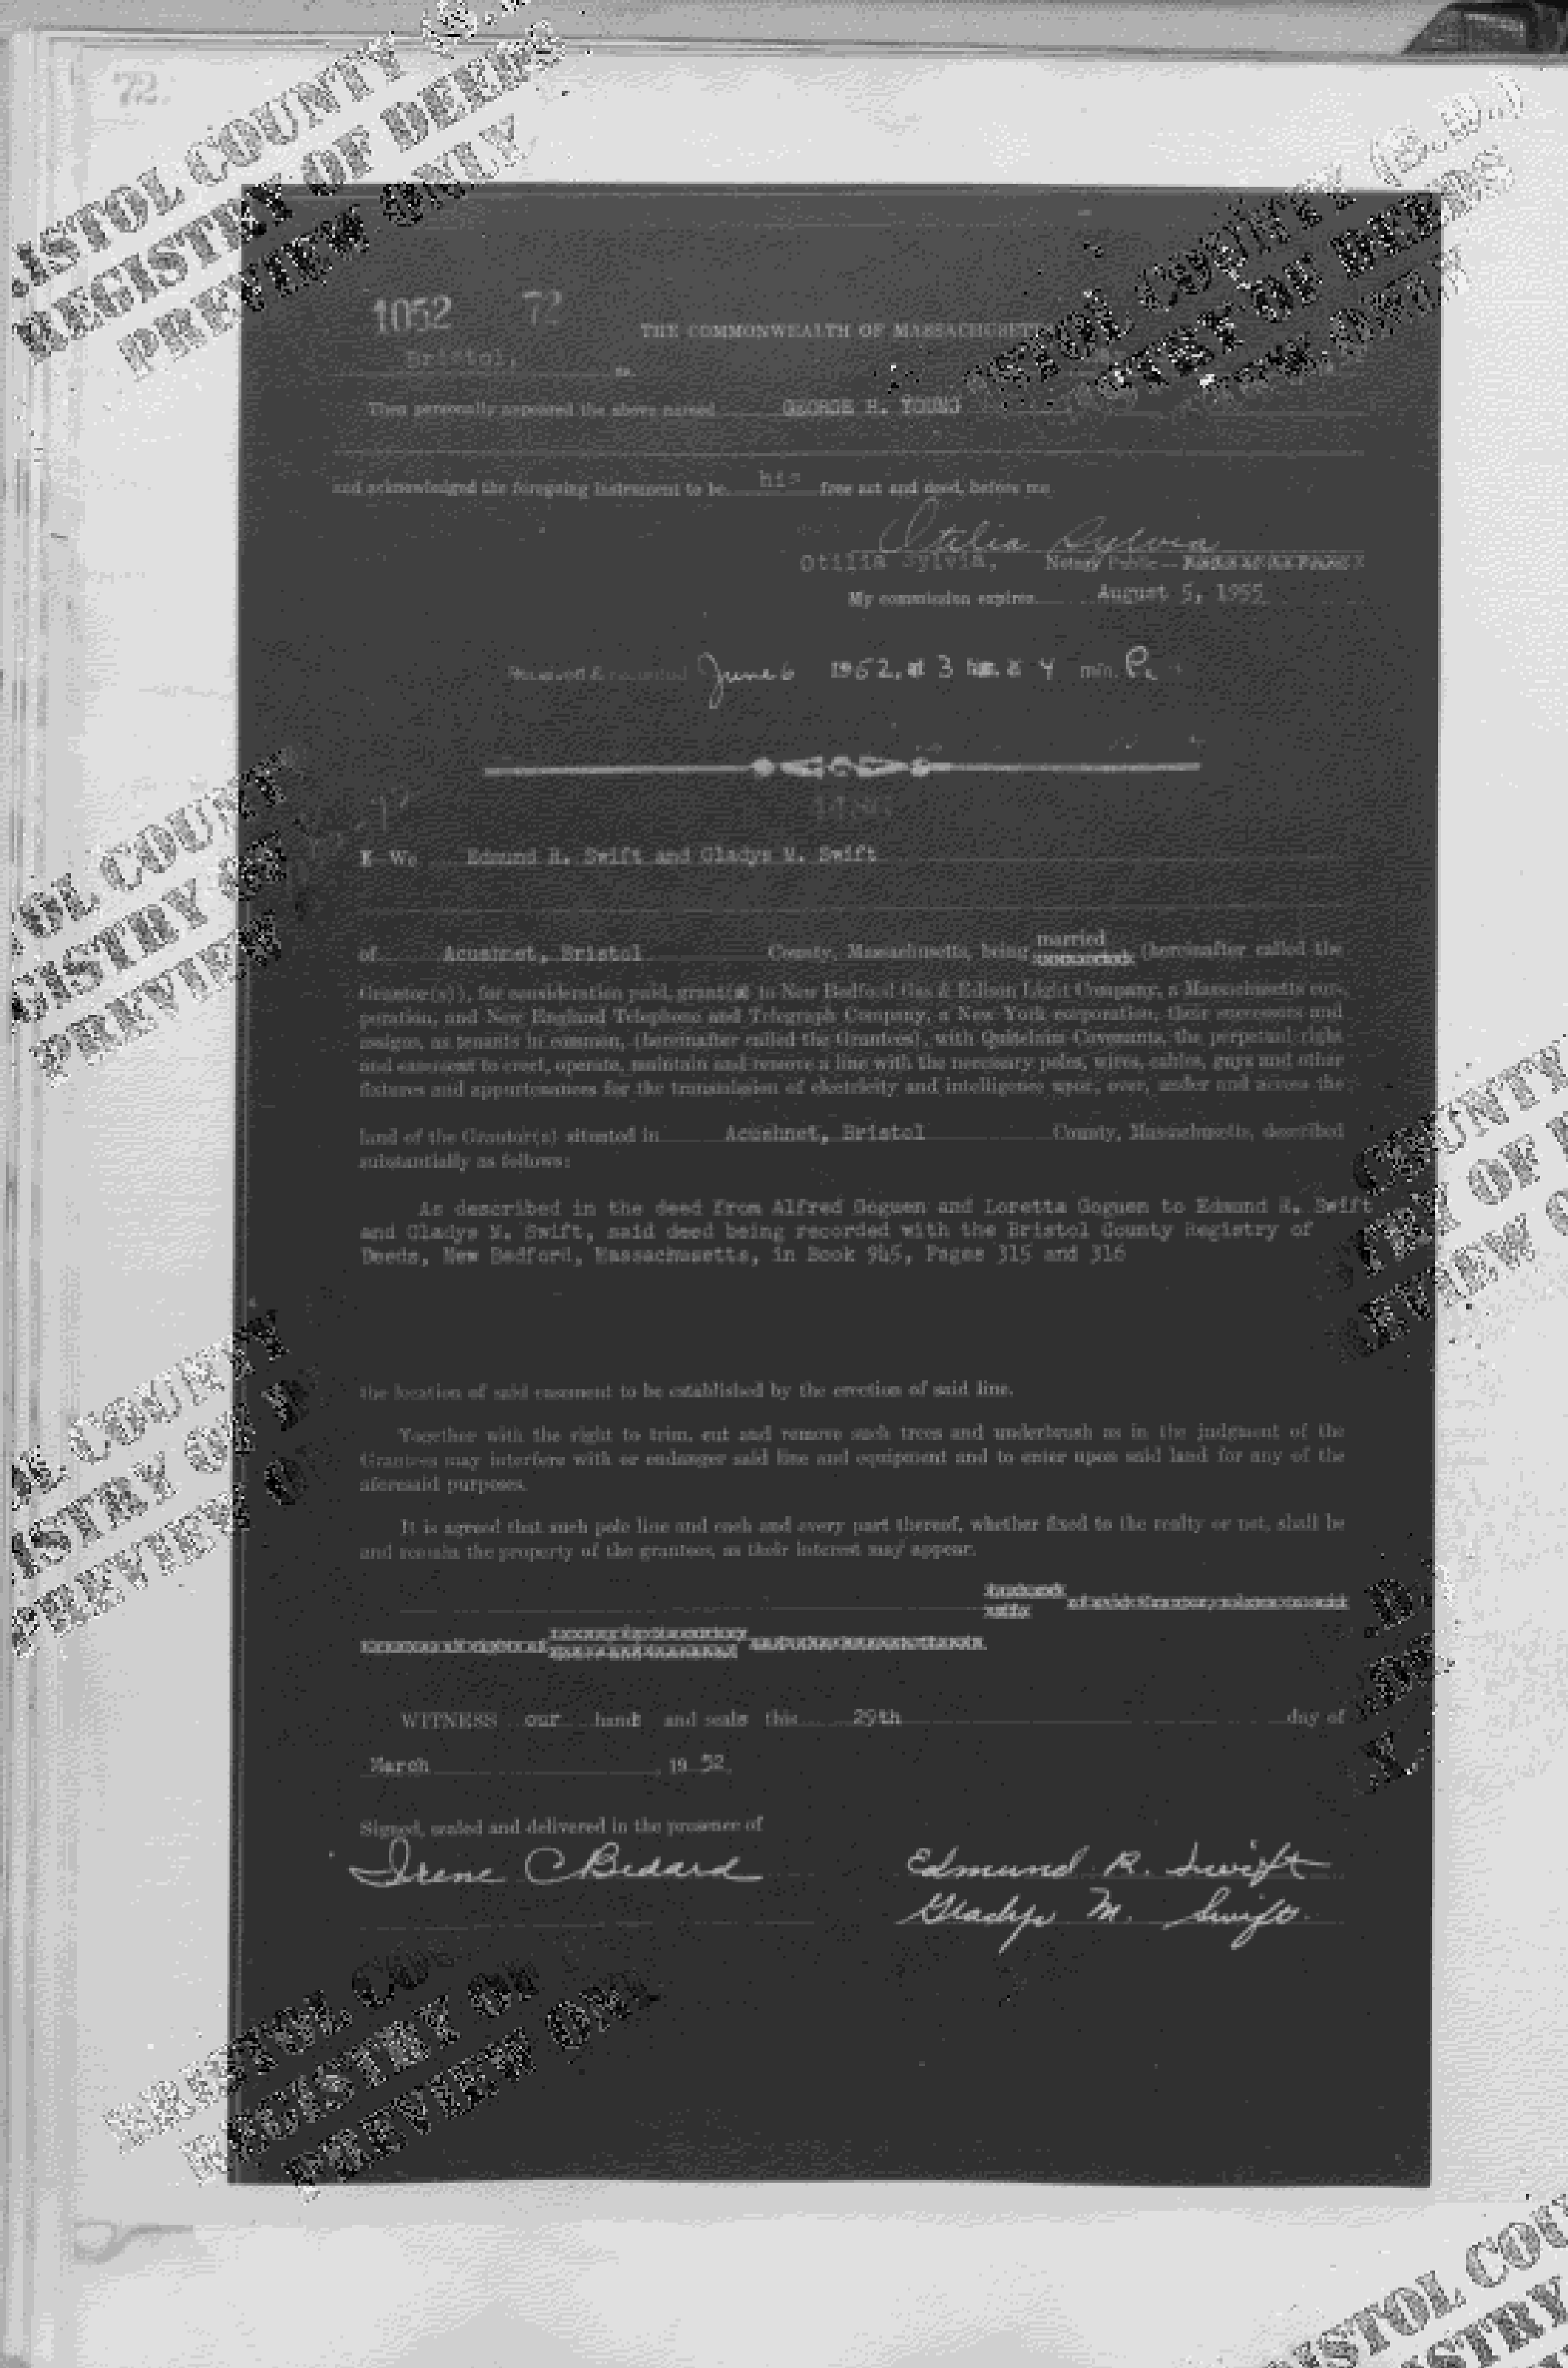 72
1052 72
THE COMMONWEALTH OF MASSACHUSETTS
Bristol, ss.
Then personally appeared the above named GEORGE H. YOUNG
and acknowledged the foregoing instrument to be his free act and deed, before me
Otilia Sylvia
Otilia Sylvia, Notary Public —
My commission expires August 5, 1955
Received & recorded June 6 1952, at 3 hrs. & 4 min. P.
We Edmund R. Swift and Gladys M. Swift
of Acushnet, Bristol County, Massachusetts, being married (hereinafter called the
Grantor(s)), for consideration paid, grant(s) to New Bedford Gas & Edison Light Company, a Massachusetts cor-
poration, and New England Telephone and Telegraph Company, a New York corporation, their successors and
assigns, as tenants in common, (hereinafter called the Grantees), with Quitclaim Covenants, the perpetual right
and easement to erect, operate, maintain and remove a line with the necessary poles, wires, cables, guys and other
fixtures and appurtenances for the transmission of electricity and intelligence upon, over, under and across the
land of the Grantor(s) situated in Acushnet, Bristol County, Massachusetts, described
substantially as follows:
As described in the deed from Alfred Goguen and Loretta Goguen to Edmund R. Swift
and Gladys M. Swift, said deed being recorded with the Bristol County Registry of
Deeds, New Bedford, Massachusetts, in Book 945, Pages 315 and 316
the location of said easement to be established by the erection of said line.
Together with the right to trim, cut and remove such trees and underbrush as in the judgment of the
Grantees may interfere with or endanger said line and equipment and to enter upon said land for any of the
aforesaid purposes.
It is agreed that such pole line and each and every part thereof, whether fixed to the realty or not, shall be
and remain the property of the grantees, as their interest may appear.
husband
wife of said Grantor,
WITNESS our hands and seals this 29th day of
March 19 52.
Signed, sealed and delivered in the presence of
Irene C Bedard Edmund R. Swift
Gladys M. Swift.